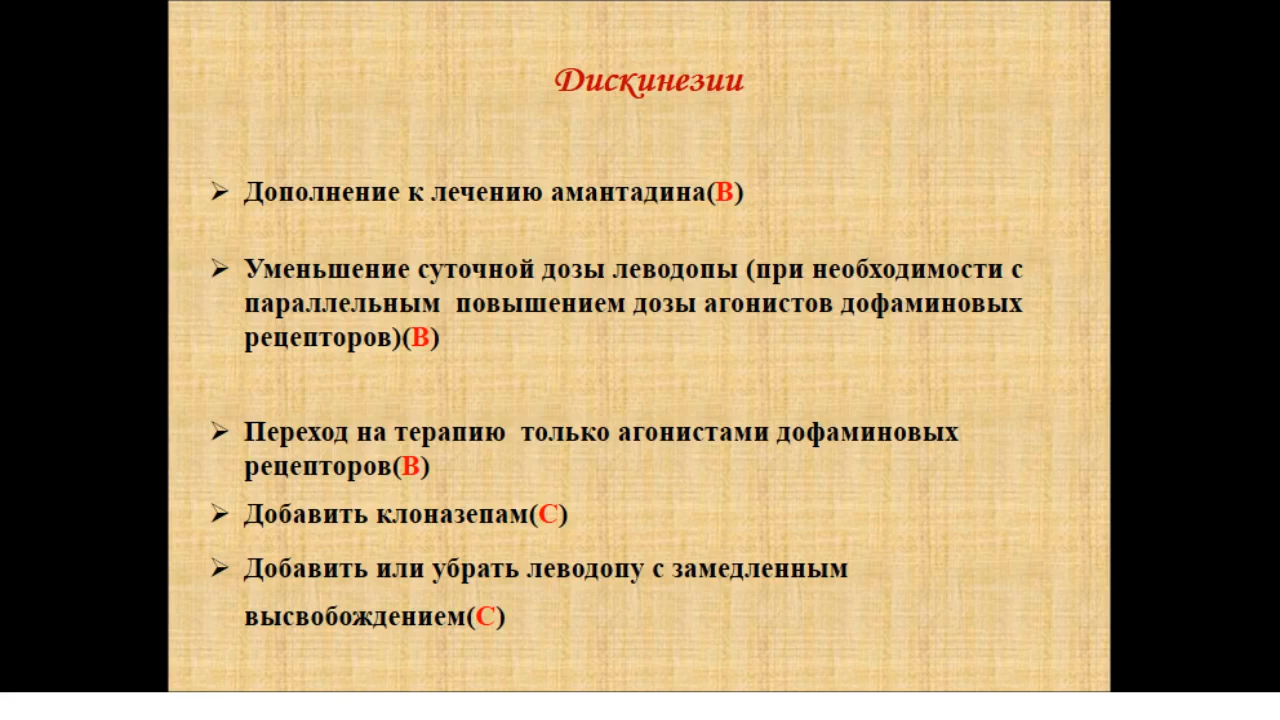 Дискинезии
Дополнение к лечению амантадина(В)
Уменьшение суточной дозы леводопы (при необходимости с
параллельным повышением дозы агонистов дофаминовых
рецепторов)(В)
Переход на терапию только агонистами дофаминовых
рецепторов(В)
Добавить клоназепам(С)
Добавить или убрать леводопу с замедленным
высвобождением(С)